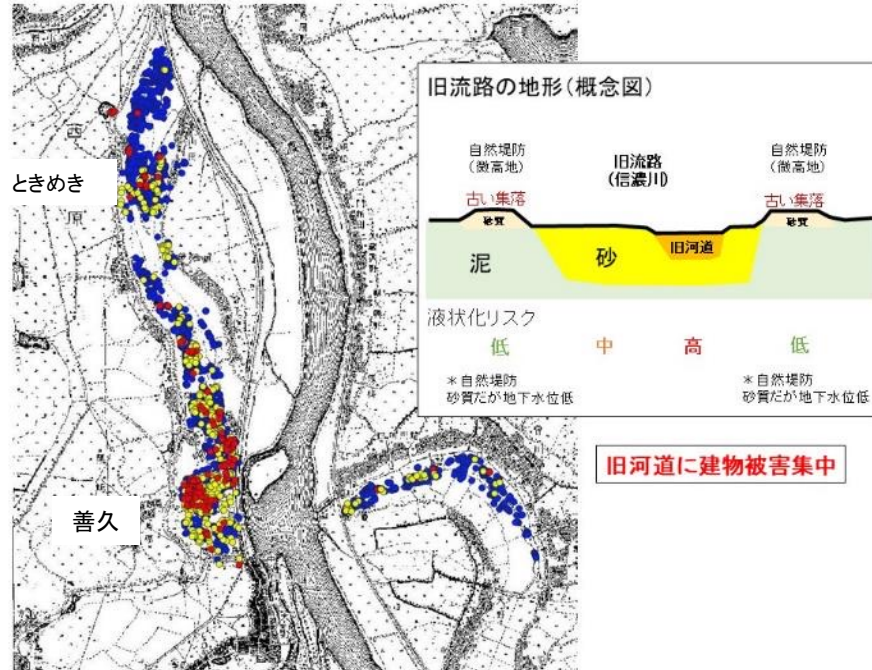 西
ときめき
原
善久
旧流路の地形(概念図)
自然堤防
(微高地)
旧流路
(信濃川)
自然堤防
(微高地)
古い集落
古い集落
砂質
砂質
旧河道
泥
砂
液状化リスク
低
中
高
低
*自然堤防
砂質だが地下水位低
*自然堤防
砂質だが地下水位低
旧河道に建物被害集中